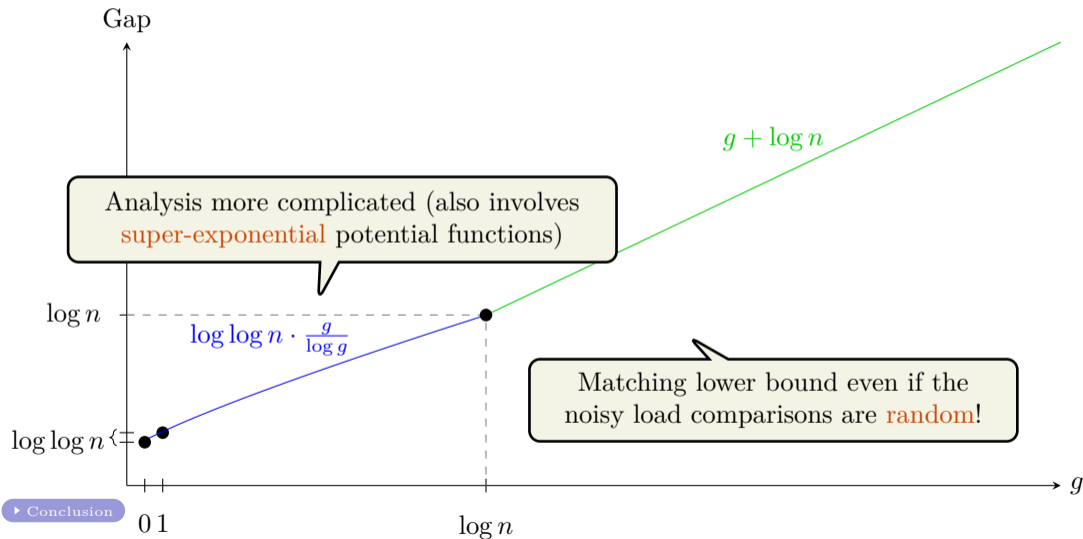 Gap
g + log n
Analysis more complicated (also involves
super-exponential potential functions)
log n
log log n · g/log g
Matching lower bound even if the
noisy load comparisons are random!
log log n {
g
Conclusion
0 1
log n